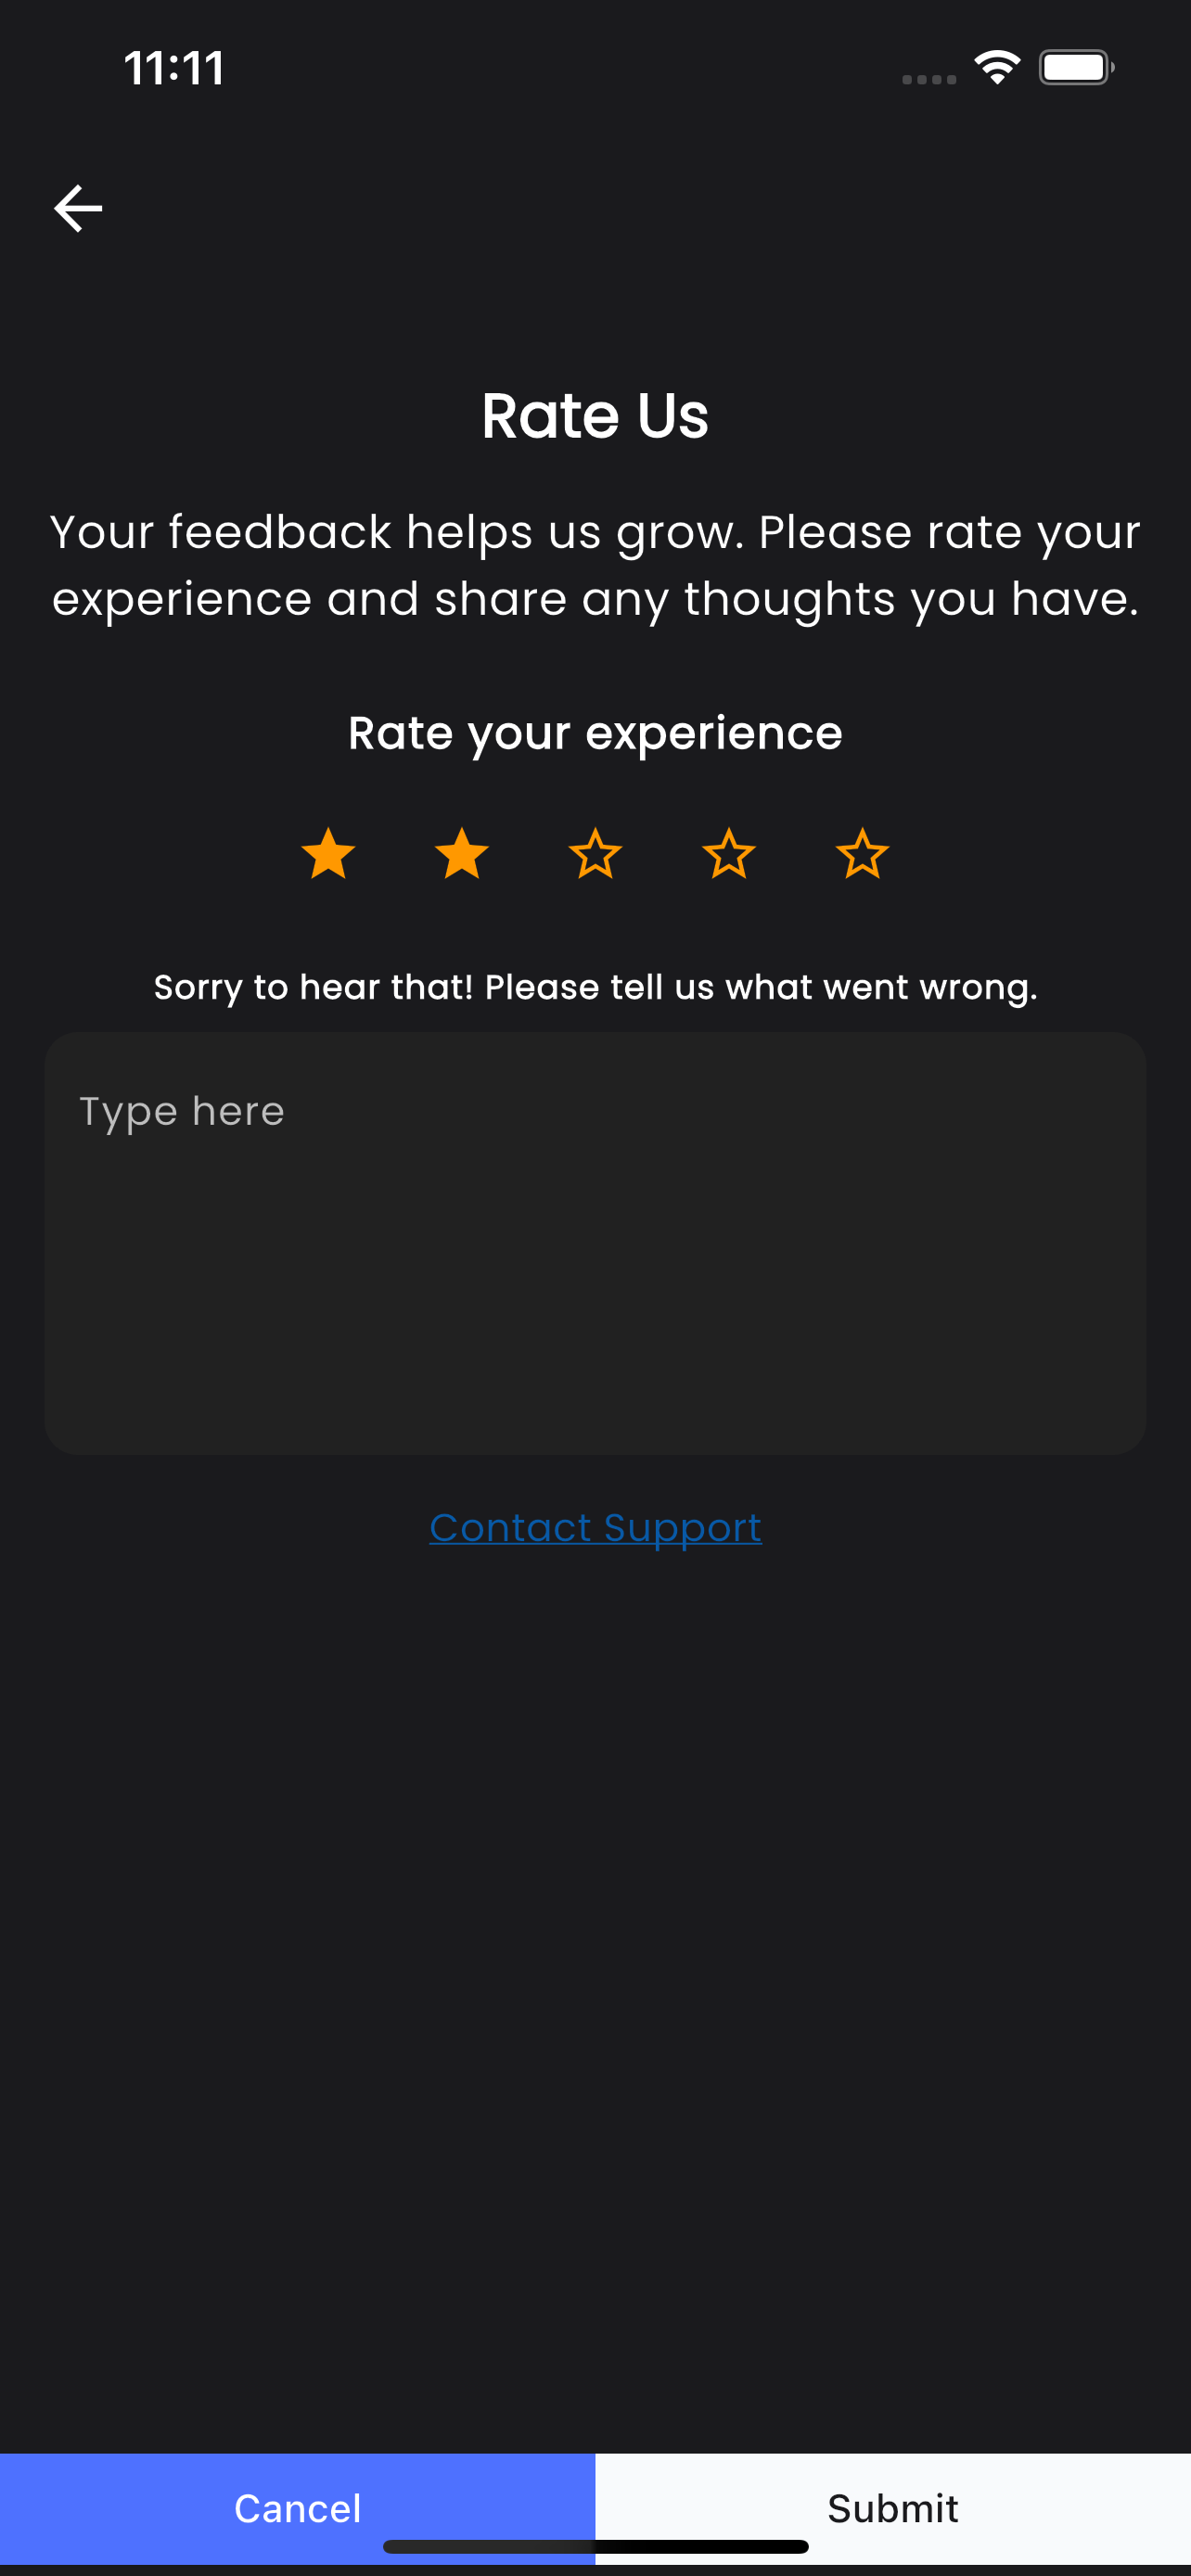 11:11
Rate Us
Your feedback helps us grow. Please rate your
experience and share any thoughts you have.
Rate your experience
Sorry to hear that! Please tell us what went wrong.
Type here
Contact Support
Cancel
Submit